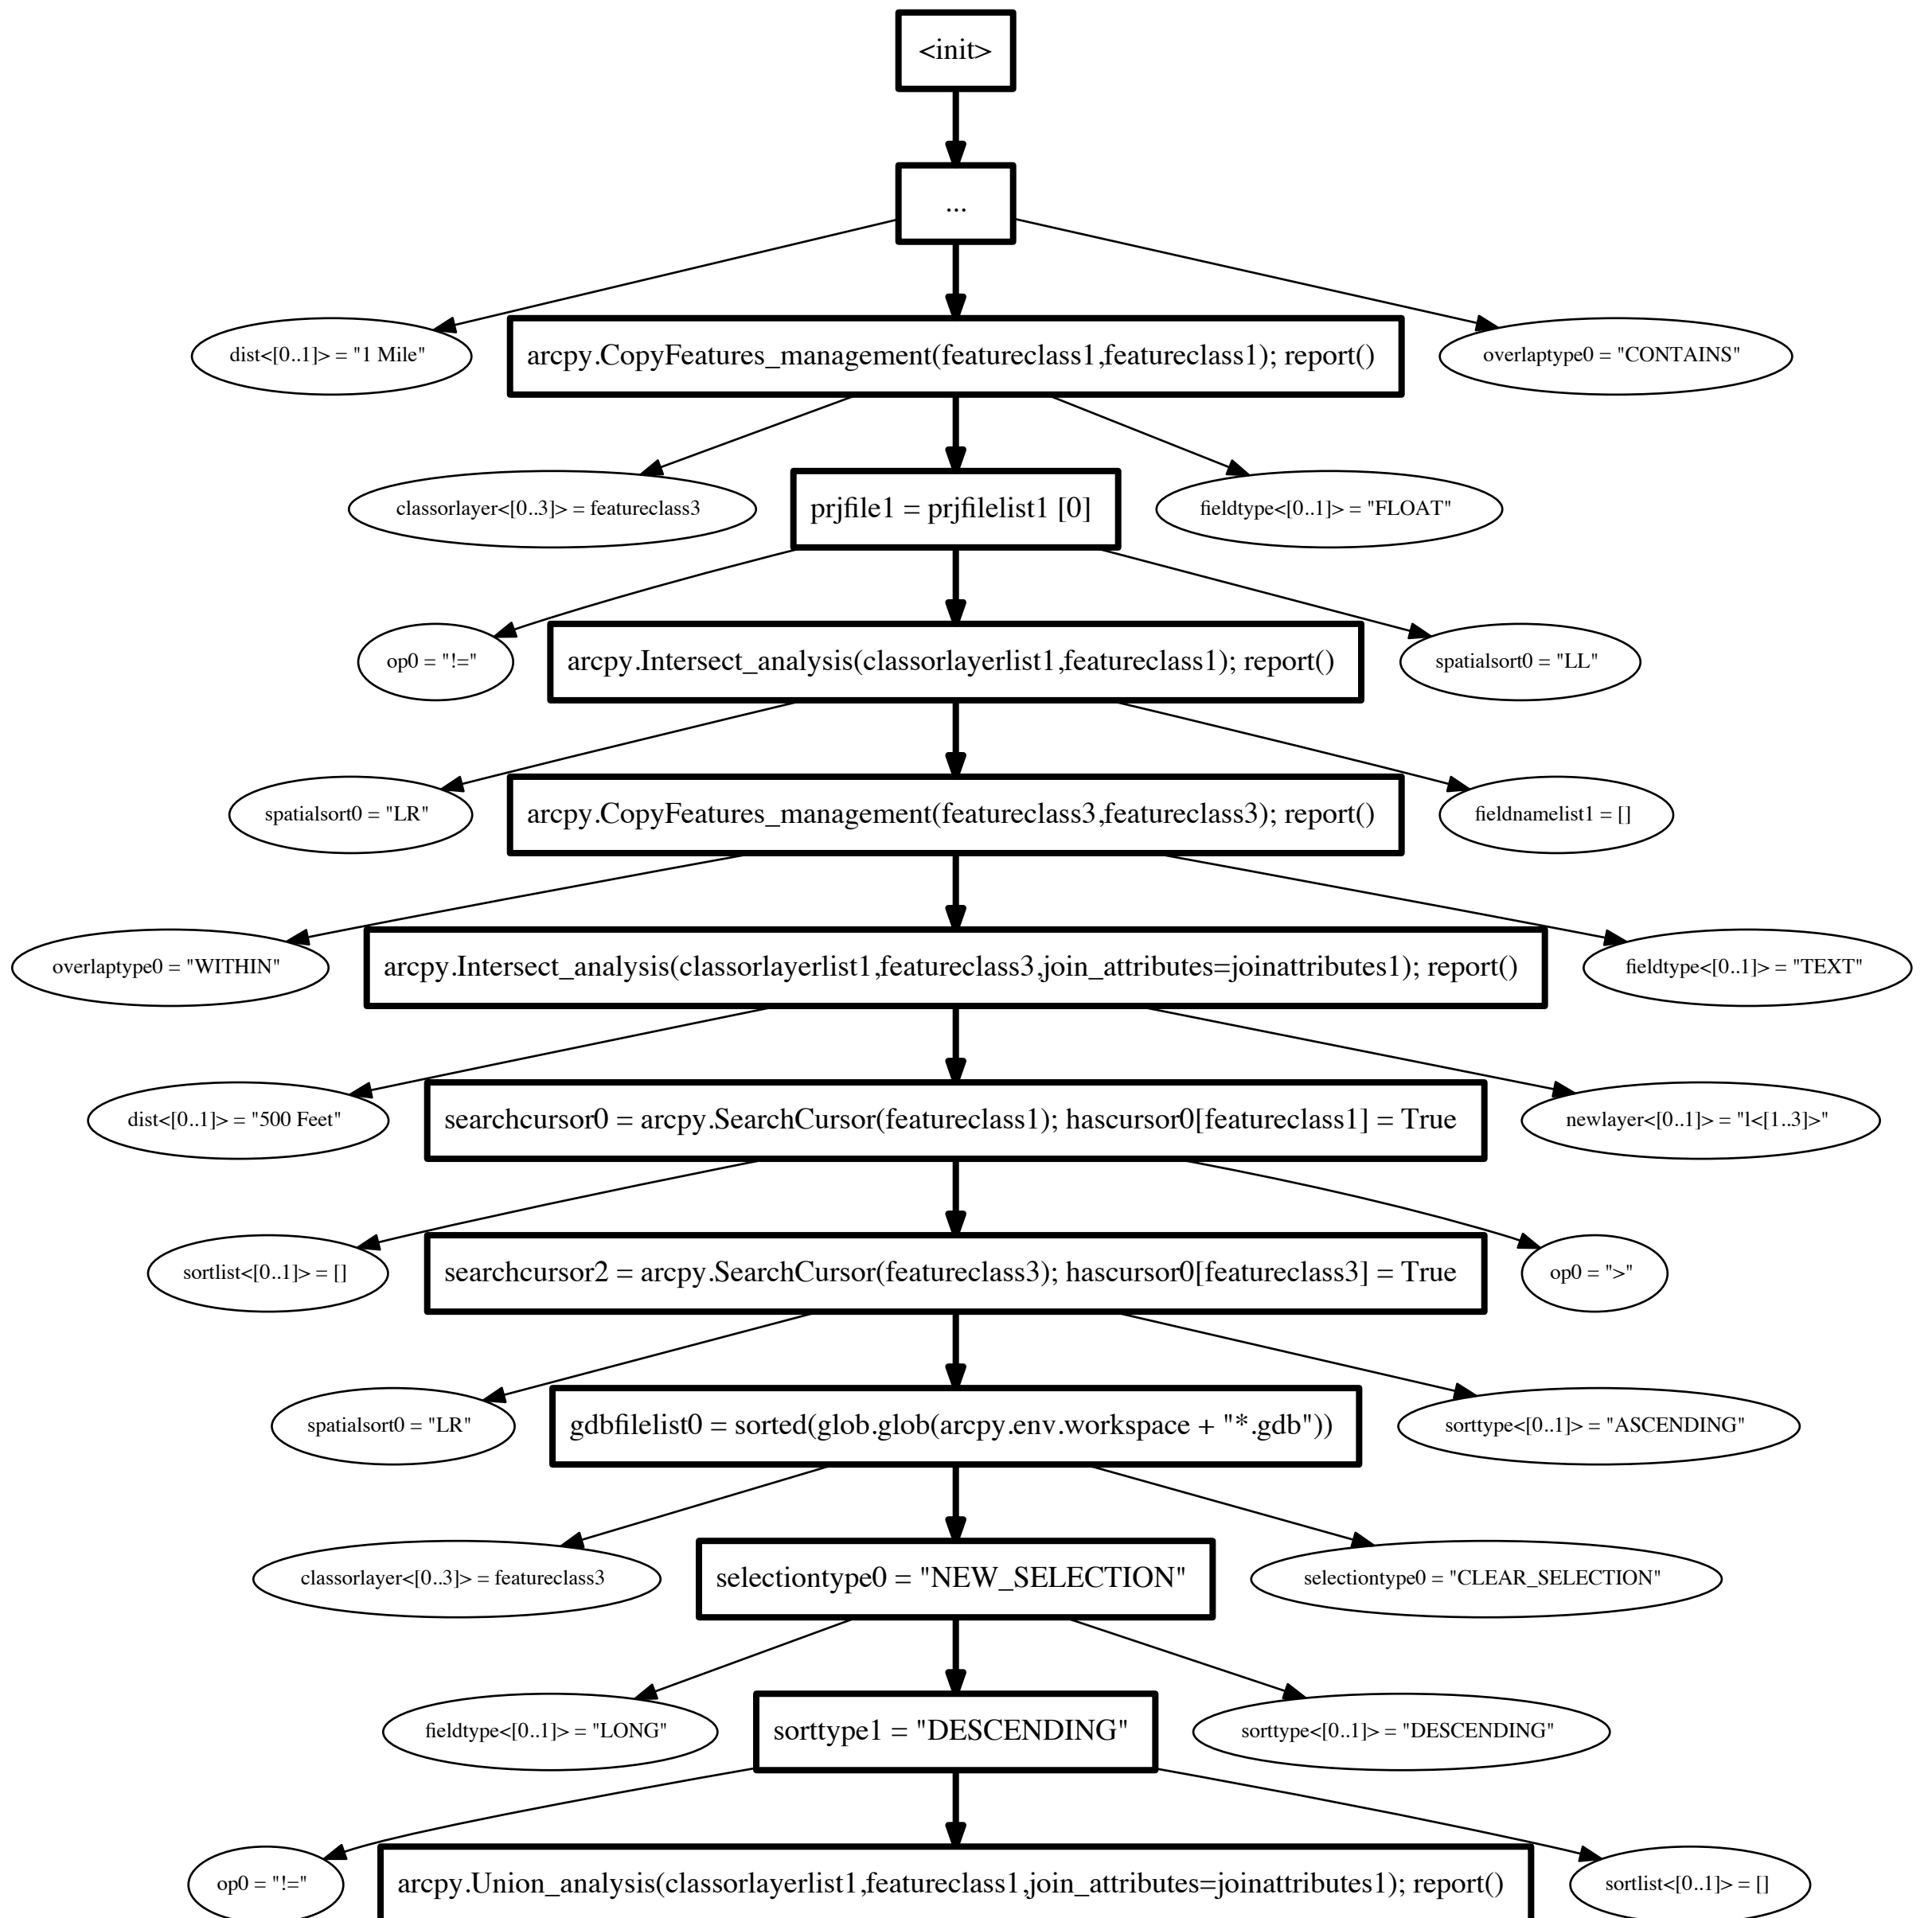 <init>
...
dist<[0..1]> = "1 Mile"
arcpy.CopyFeatures_management(featureclass1,featureclass1); report()
overlaptype0 = "CONTAINS"
classorlayer<[0..3]> = featureclass3
prjfile1 = prjfilelist1 [0]
fieldtype<[0..1]> = "FLOAT"
op0 = "!="
arcpy.Intersect_analysis(classorlayerlist1,featureclass1); report()
spatialsort0 = "LL"
spatialsort0 = "LR"
arcpy.CopyFeatures_management(featureclass3,featureclass3); report()
fieldnamelist1 = []
overlaptype0 = "WITHIN"
arcpy.Intersect_analysis(classorlayerlist1,featureclass3,join_attributes=joinattributes1); report()
fieldtype<[0..1]> = "TEXT"
dist<[0..1]> = "500 Feet"
searchcursor0 = arcpy.SearchCursor(featureclass1); hascursor0[featureclass1] = True
newlayer<[0..1]> = "l<[1..3]>"
sortlist<[0..1]> = []
searchcursor2 = arcpy.SearchCursor(featureclass3); hascursor0[featureclass3] = True
op0 = ">"
spatialsort0 = "LR"
gdbfilelist0 = sorted(glob.glob(arcpy.env.workspace + "*.gdb"))
sorttype<[0..1]> = "ASCENDING"
classorlayer<[0..3]> = featureclass3
selectiontype0 = "NEW_SELECTION"
selectiontype0 = "CLEAR_SELECTION"
fieldtype<[0..1]> = "LONG"
sorttype1 = "DESCENDING"
sorttype<[0..1]> = "DESCENDING"
op0 = "!="
arcpy.Union_analysis(classorlayerlist1,featureclass1,join_attributes=joinattributes1); report()
sortlist<[0..1]> = []